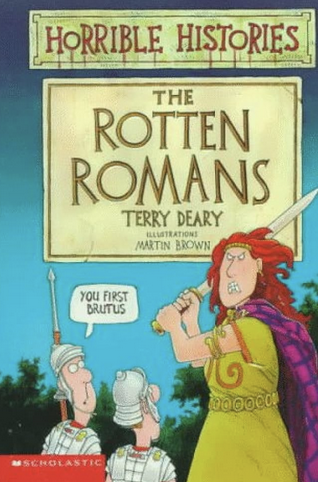 HORRIBLE HISTORIES
THE
ROTTEN
ROMANS
TERRY DEARY
ILLUSTRATIONS
MARTIN BROWN
YOU FIRST
BRUTUS
SCHOLASTIC